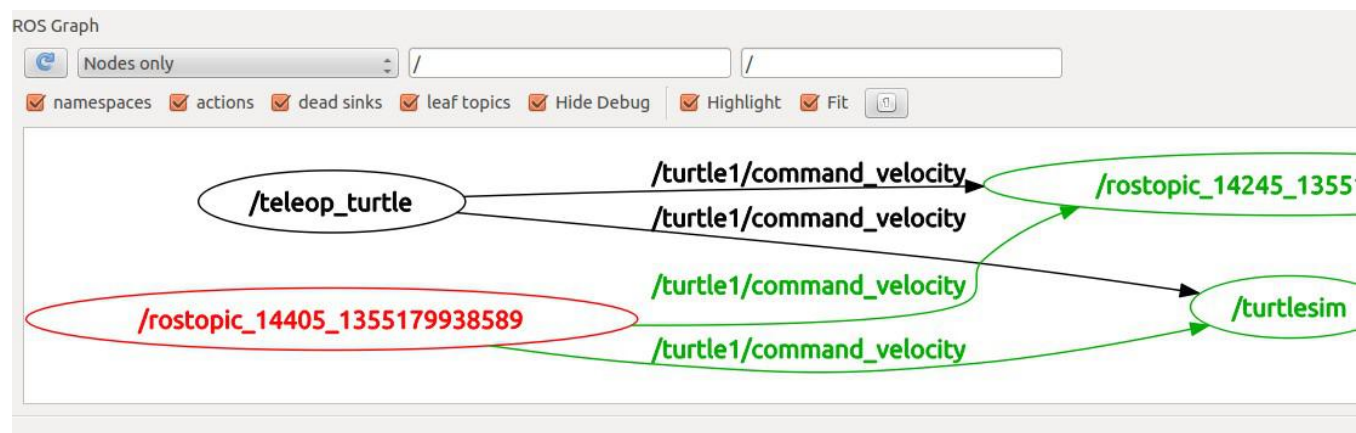 ROS Graph
Nodes only / /
namespaces actions dead sinks leaf topics Hide Debug Highlight Fit
/turtle1/command_velocity
/teleop_turtle
/rostopic_14245_1355
/turtle1/command_velocity
/turtle1/command_velocity
/turtlesim
/rostopic_14405_1355179938589
/turtle1/command_velocity